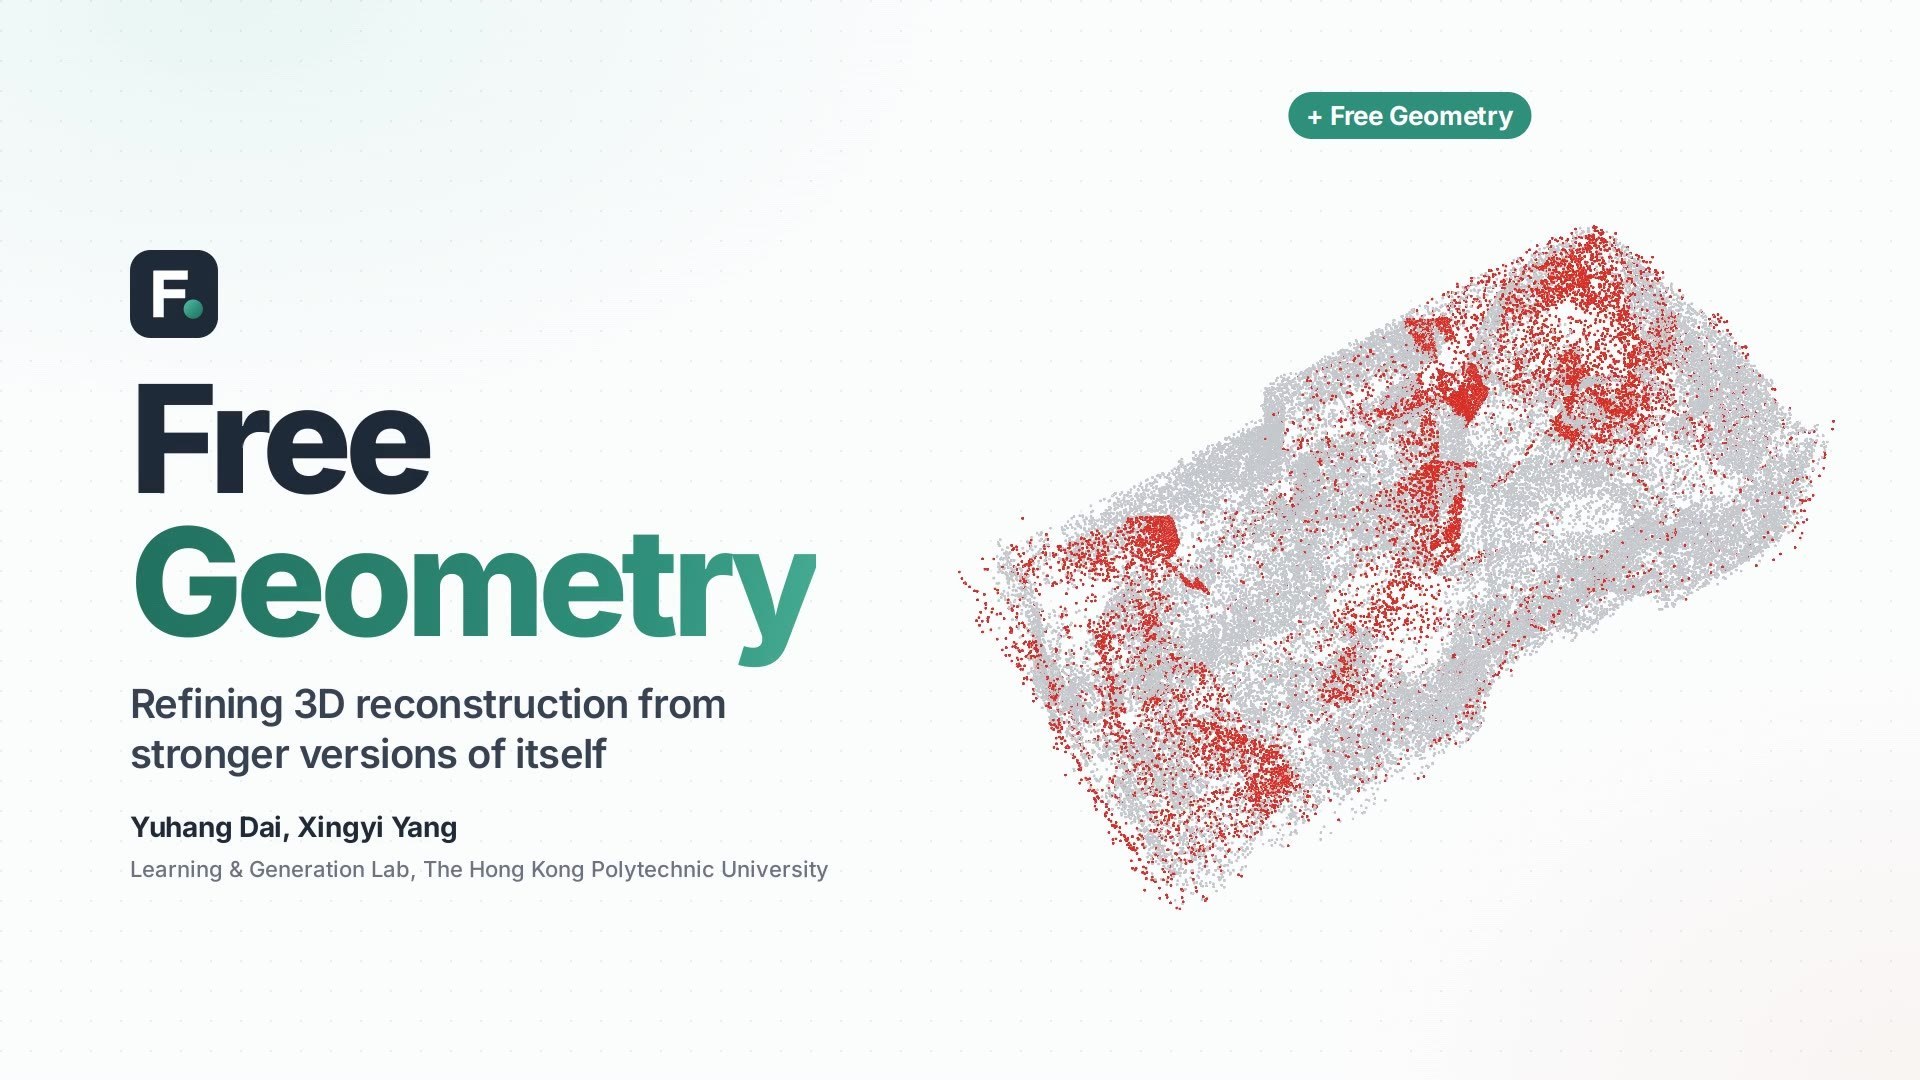 F.
Free
Geometry
Refining 3D reconstruction from
stronger versions of itself
Yuhang Dai, Xingyi Yang
Learning & Generation Lab, The Hong Kong Polytechnic University
+ Free Geometry